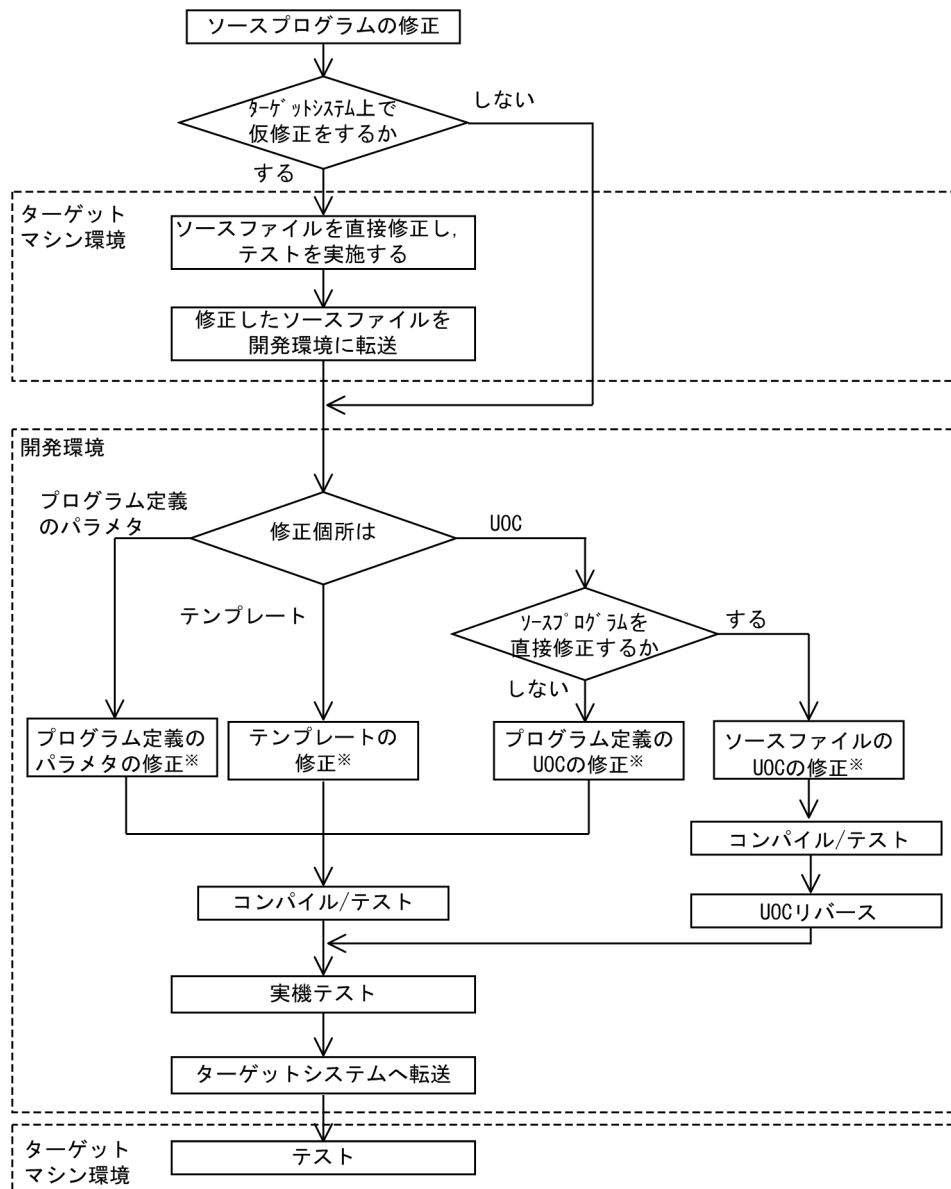 ソースプログラムの修正
ﾀｰｹﾞｯﾄｼｽﾃﾑ上で
仮修正をするか
しない
する
ターゲット
マシン環境
ソースファイルを直接修正し,
テストを実施する
修正したソースファイルを
開発環境に転送
開発環境
プログラム定義
のパラメタ
修正個所は
UOC
テンプレート
ｿｰｽﾌﾟﾛｸﾞﾗﾑを
直接修正するか
する
しない
プログラム定義の
パラメタの修正※
テンプレートの
修正※
プログラム定義の
UOCの修正※
ソースファイルの
UOCの修正※
コンパイル/テスト
コンパイル/テスト
UOCリバース
実機テスト
ターゲットシステムへ転送
ターゲット
マシン環境
テスト